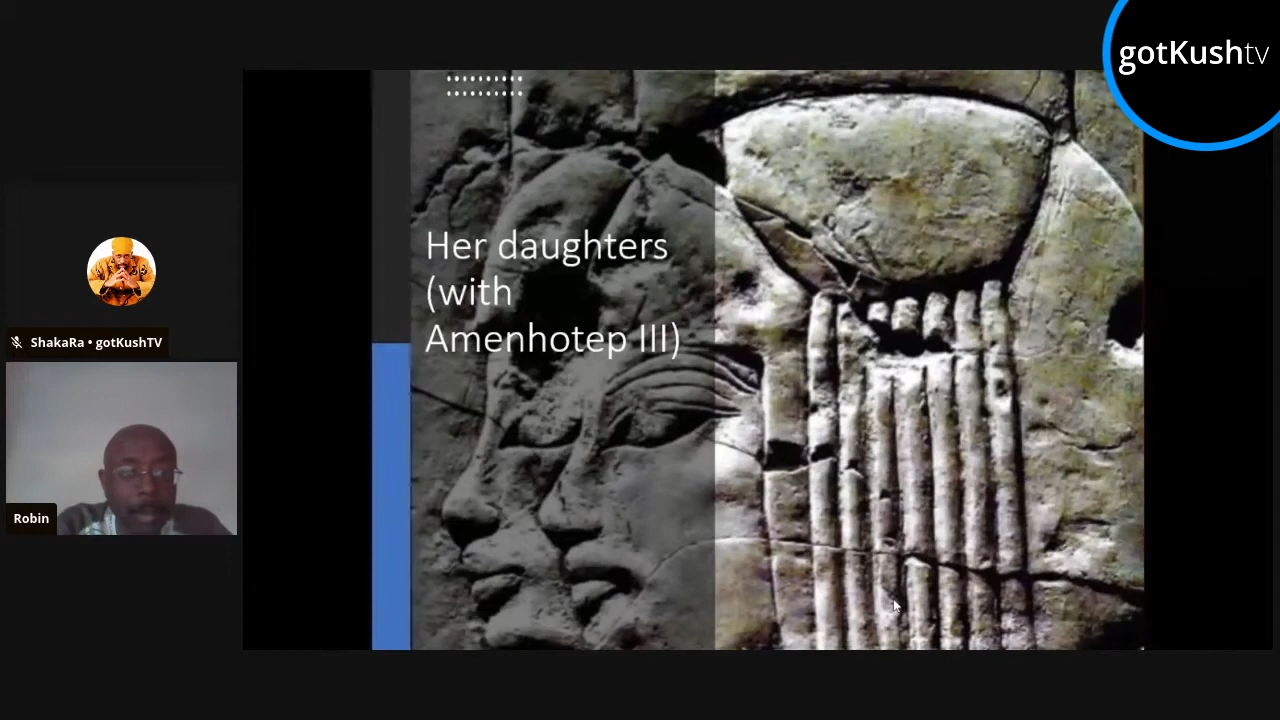 gotKushtv
Her daughters
(with
Amenhotep III)
ShakaRa • gotKushTV
Robin